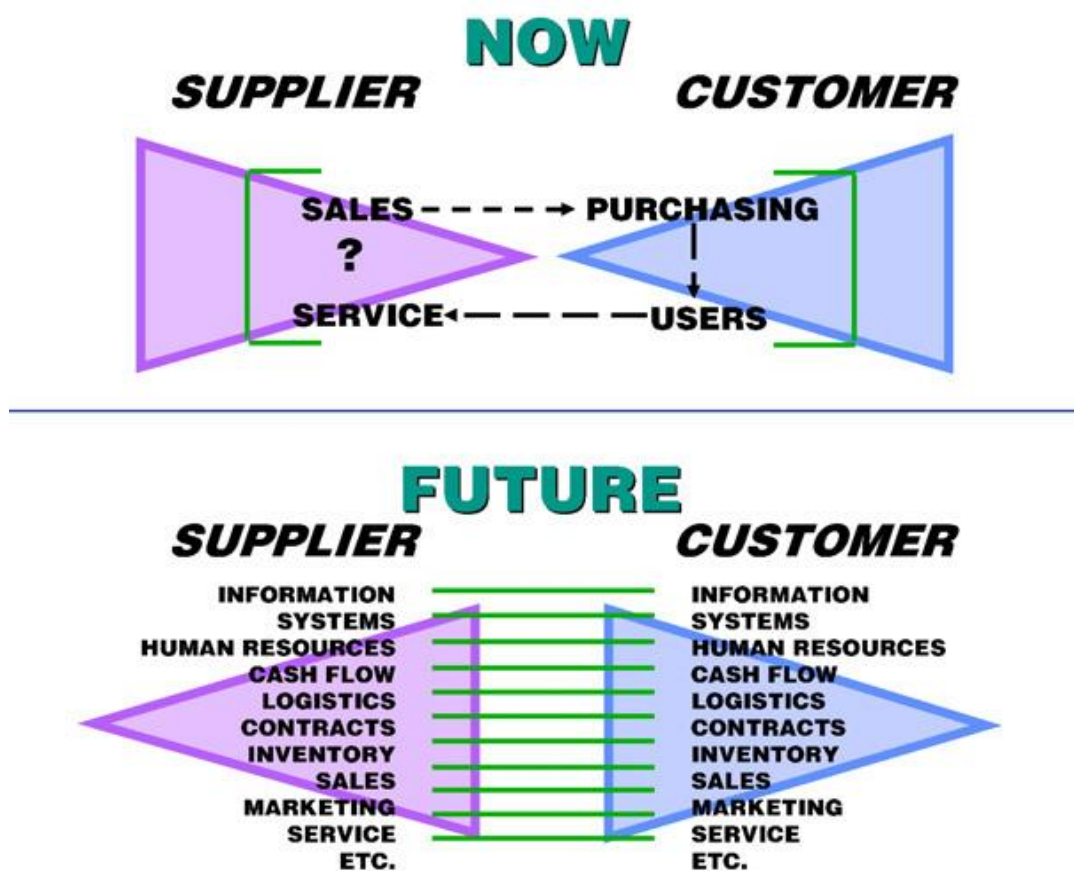 NOW
SUPPLIER CUSTOMER
SALES PURCHASING
?
SERVICE USERS
FUTURE
SUPPLIER CUSTOMER
INFORMATION INFORMATION
SYSTEMS SYSTEMS
HUMAN RESOURCES HUMAN RESOURCES
CASH FLOW CASH FLOW
LOGISTICS LOGISTICS
CONTRACTS CONTRACTS
INVENTORY INVENTORY
SALES SALES
MARKETING MARKETING
SERVICE SERVICE
ETC. ETC.